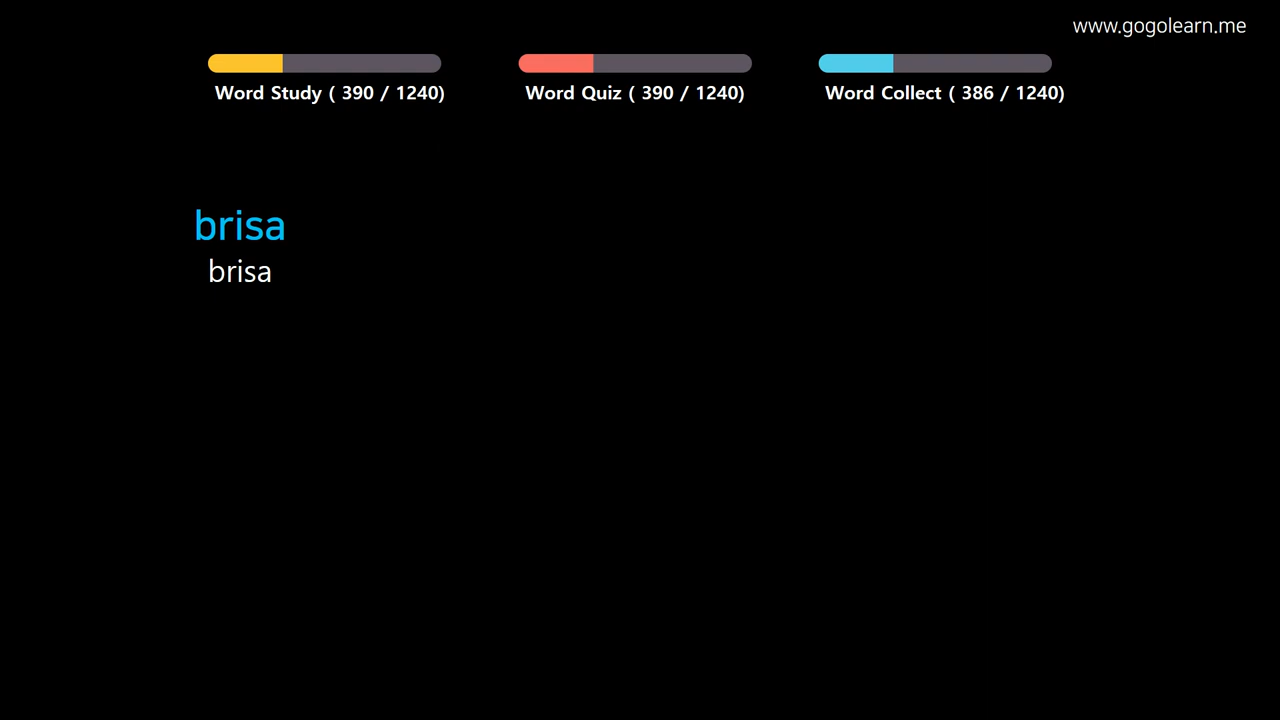 www.gogolearn.me
Word Study ( 390 / 1240)
Word Quiz ( 390 / 1240)
Word Collect ( 386 / 1240)
brisa
brisa